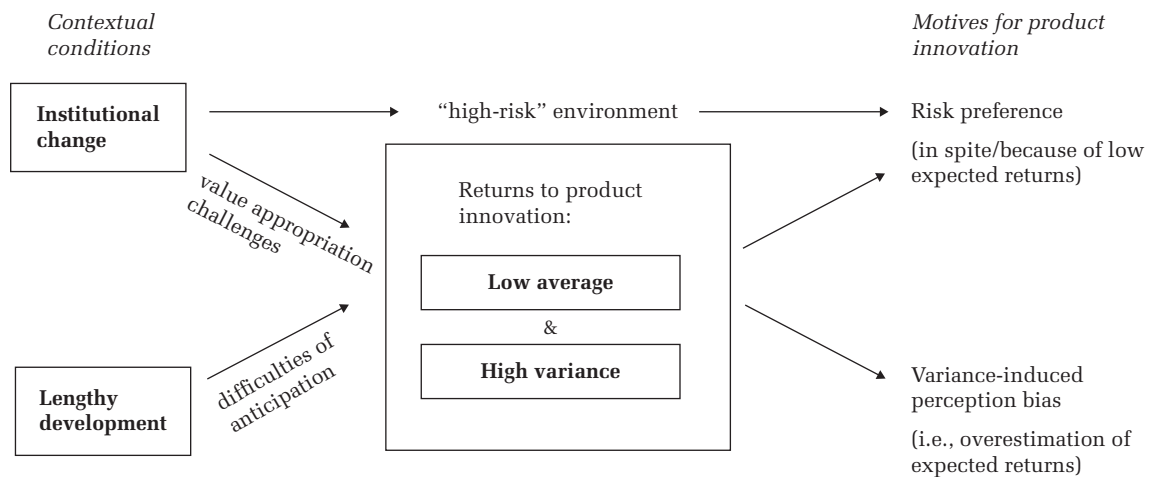 Contextual
conditions
Motives for product
innovation
Institutional
change
“high-risk” environment
Risk preference
(in spite/because of low
expected returns)
value appropriation
challenges
Returns to product
innovation:
Low average
&
High variance
Lengthy
development
difficulties of
anticipation
Variance-induced
perception bias
(i.e., overestimation of
expected returns)